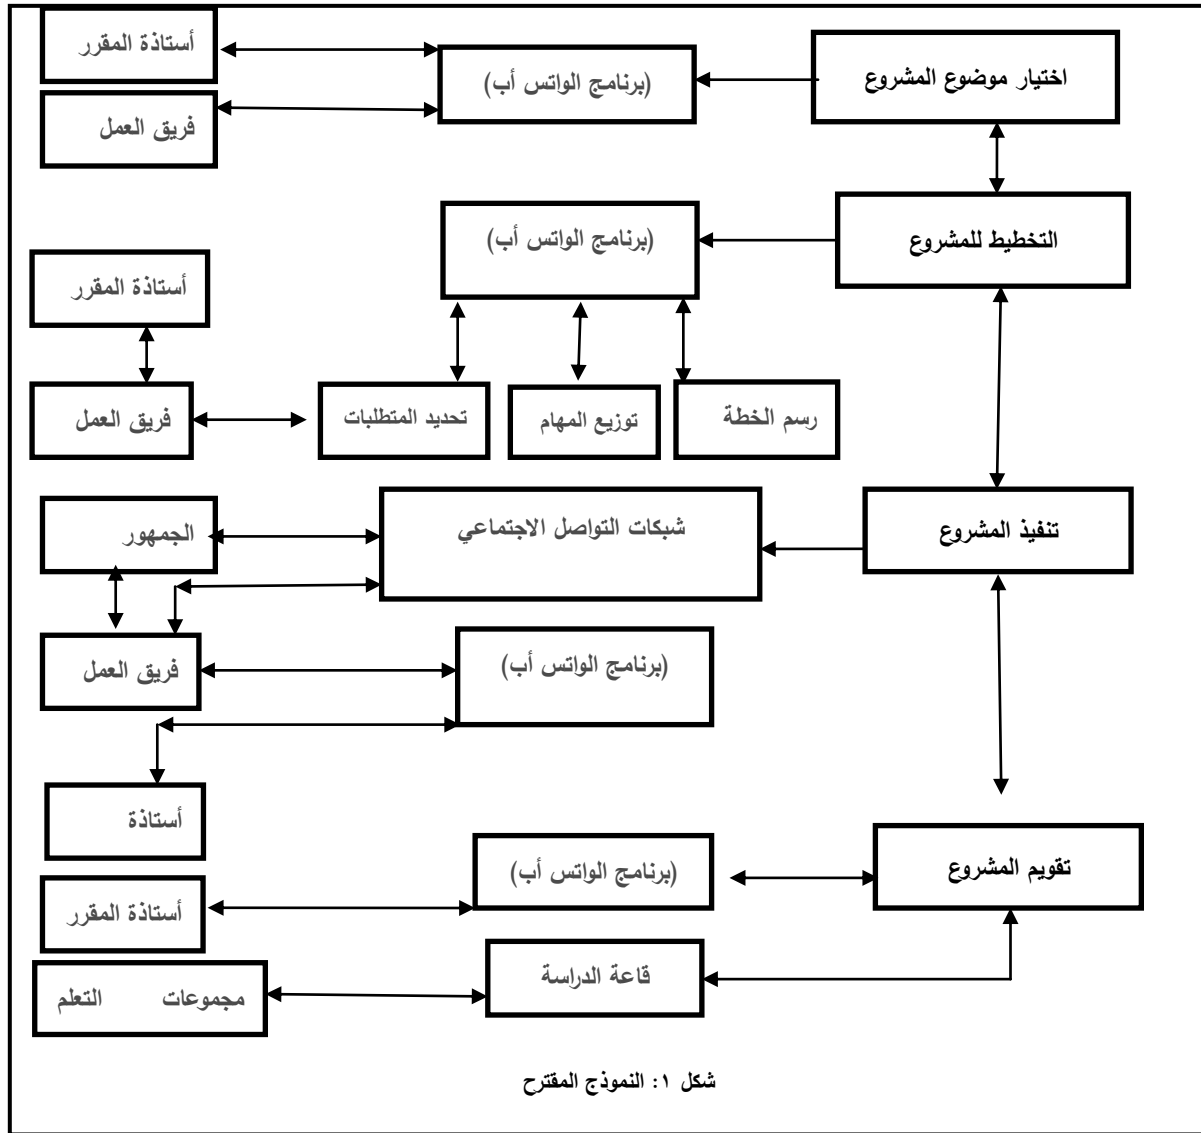 اختيار موضوع المشروع
(برنامج الواتس أب)
أستاذة المقرر
فريق العمل
التخطيط للمشروع
(برنامج الواتس أب)
أستاذة المقرر
رسم الخطة
توزيع المهام
تحديد المتطلبات
فريق العمل
تنفيذ المشروع
شبكات التواصل الاجتماعي
الجمهور
(برنامج الواتس أب)
فريق العمل
أستاذة
تقويم المشروع
(برنامج الواتس أب)
أستاذة المقرر
قاعة الدراسة
مجموعات التعلم
شكل ١: النموذج المقترح